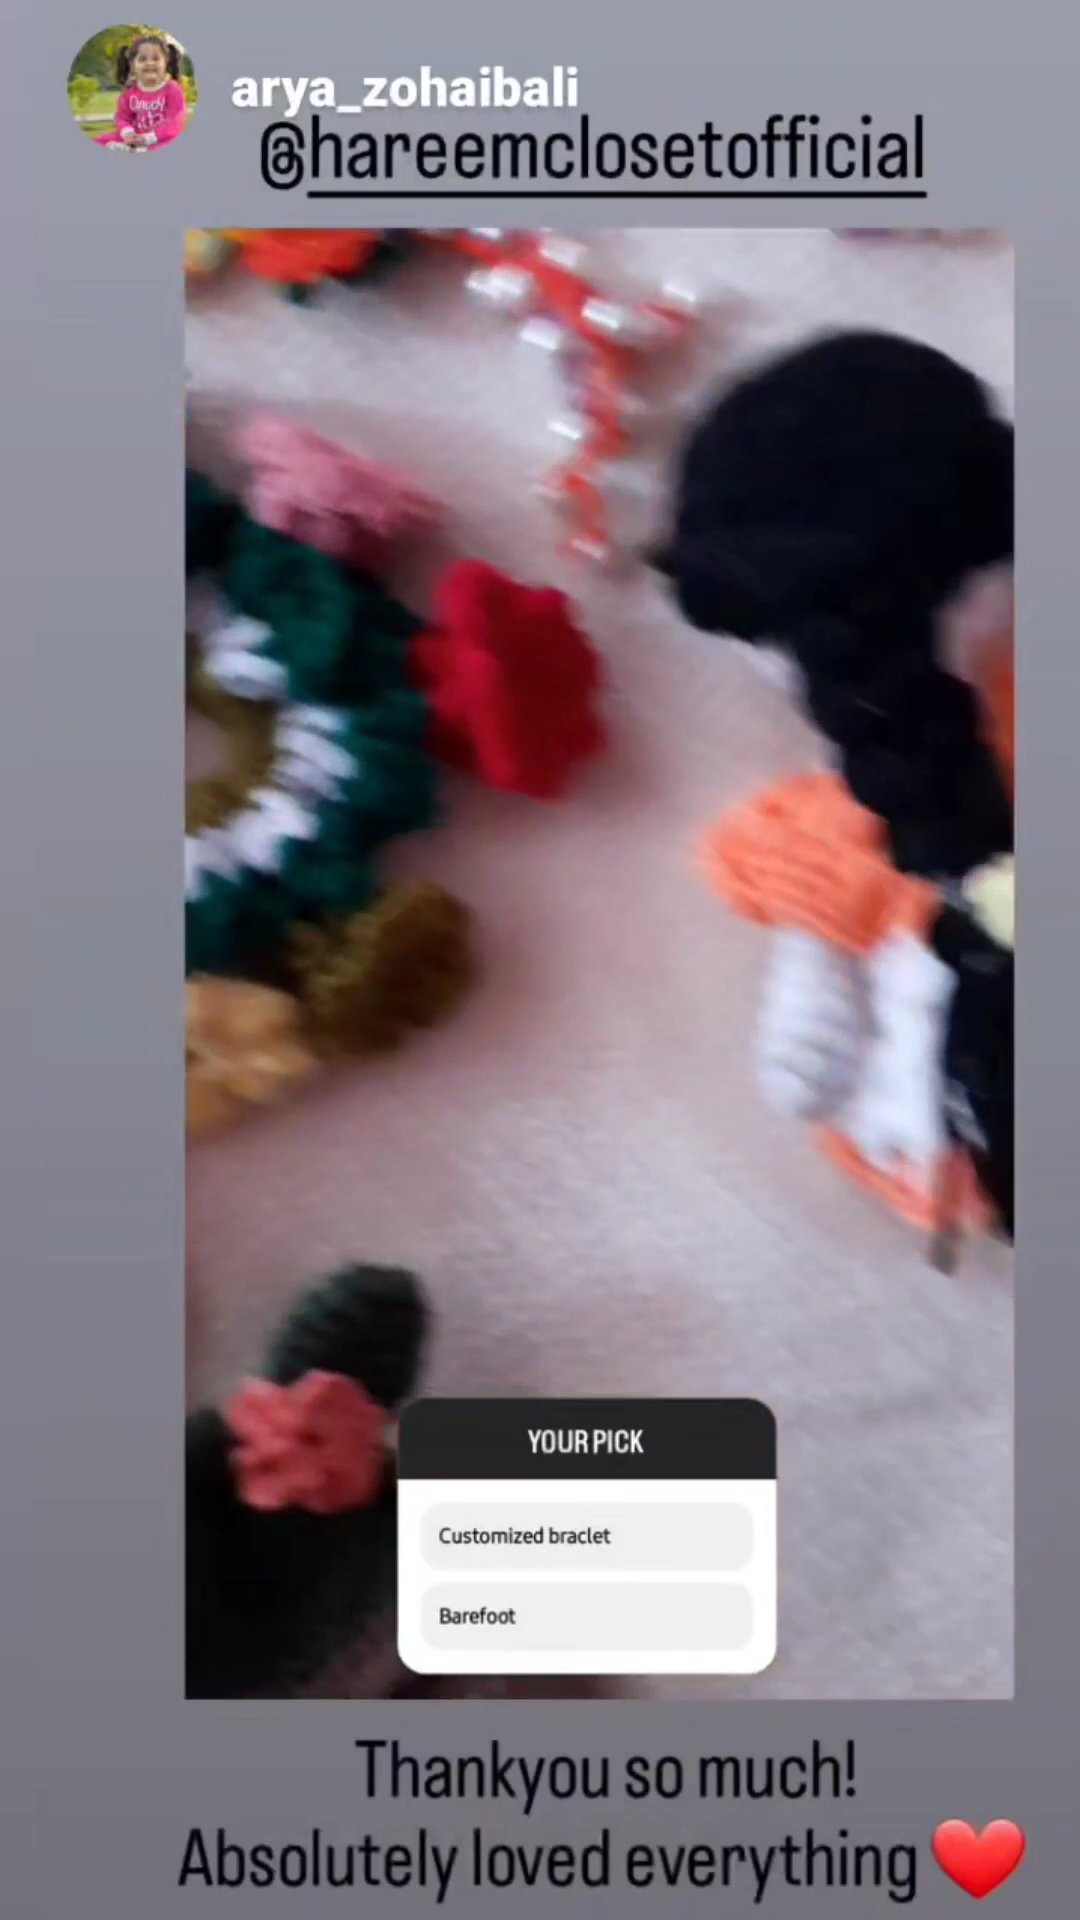 arya_zohaibali
@hareemclosetofficial
YOUR PICK
Customized braclet
Barefoot
Thankyou so much!
Absolutely loved everything ❤️